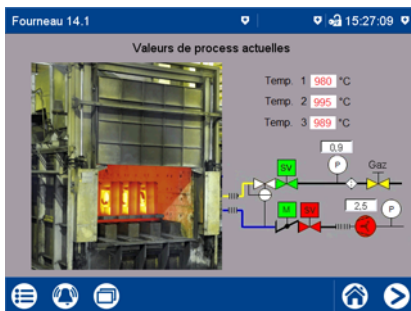 Fourneau 14.1
15:27:09
Valeurs de process actuelles
Temp. 1 980 °C
Temp. 2 995 °C
Temp. 3 989 °C
0,9
SV
P
Gaz
M
SV
2,5
P